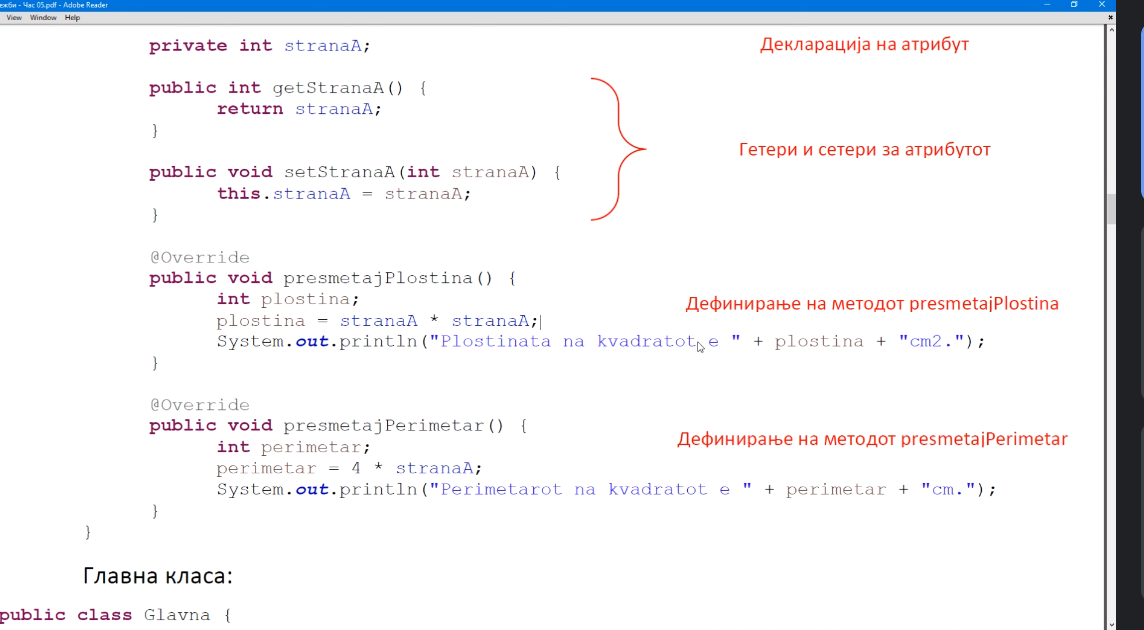 ежби - Час 05.pdf - Adobe Reader
View Window Help
private int stranaA;
Декларација на атрибут
public int getStranaA() {
return stranaA;
}
Гетери и сетери за атрибутот
public void setStranaA(int stranaA) {
this.stranaA = stranaA;
}
@Override
public void presmetajPlostina() {
int plostina;
Дефинирање на методот presmetajPlostina
plostina = stranaA * stranaA;
System.out.println("Plostinata na kvadratot e " + plostina + "cm2.");
}
@Override
public void presmetajPerimetar() {
Дефинирање на методот presmetajPerimetar
int perimetar;
perimetar = 4 * stranaA;
System.out.println("Perimetarot na kvadratot e " + perimetar + "cm.");
}
}
Главна класа:
public class Glavna {